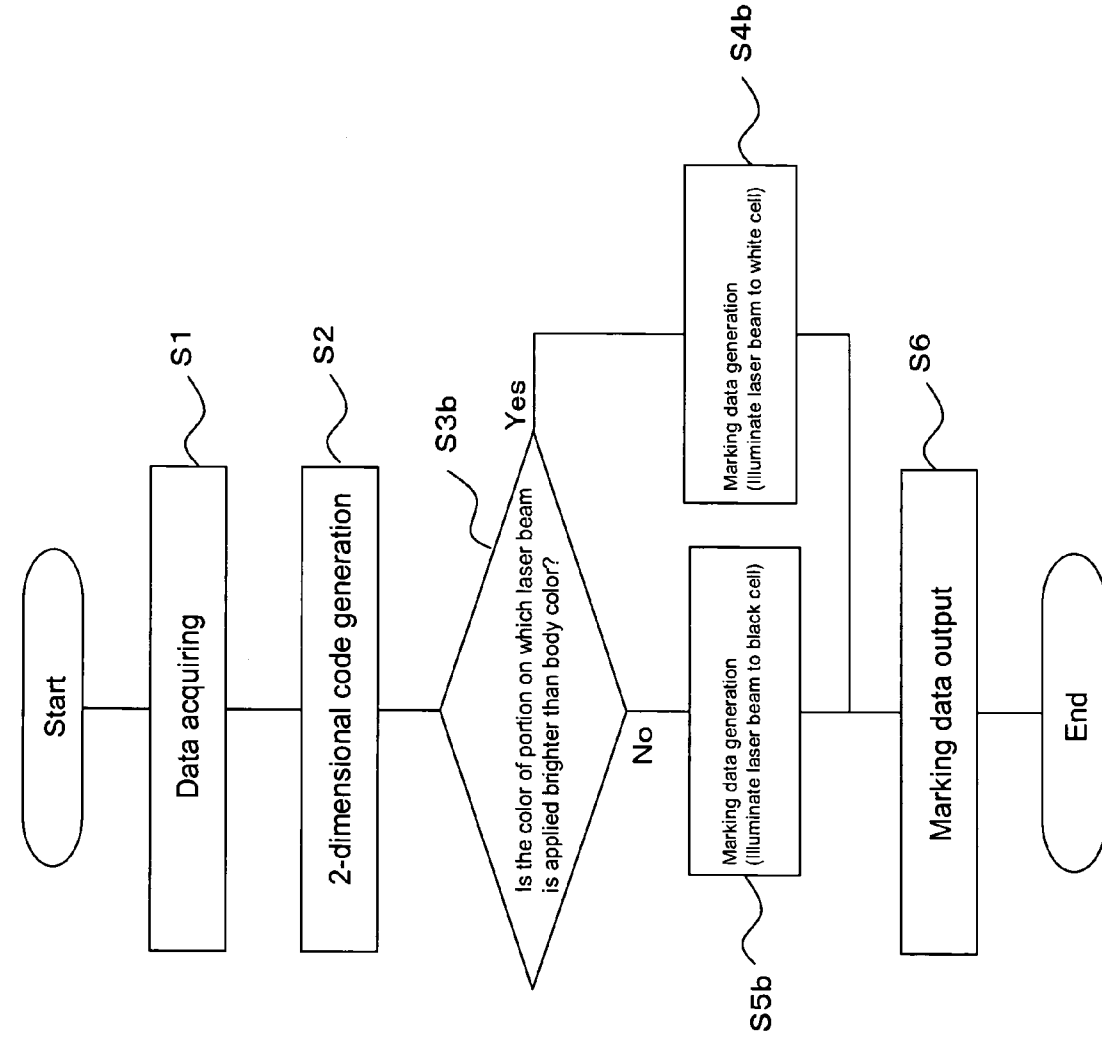 Start
Data acquiring
S1
2-dimensional code generation
S2
Is the color of portion on which laser beam
is applied brighter than body color?
S3b
Yes
No
Marking data generation
(Illuminate laser beam to white cell)
S4b
Marking data generation
(Illuminate laser beam to black cell)
S5b
Marking data output
S6
End